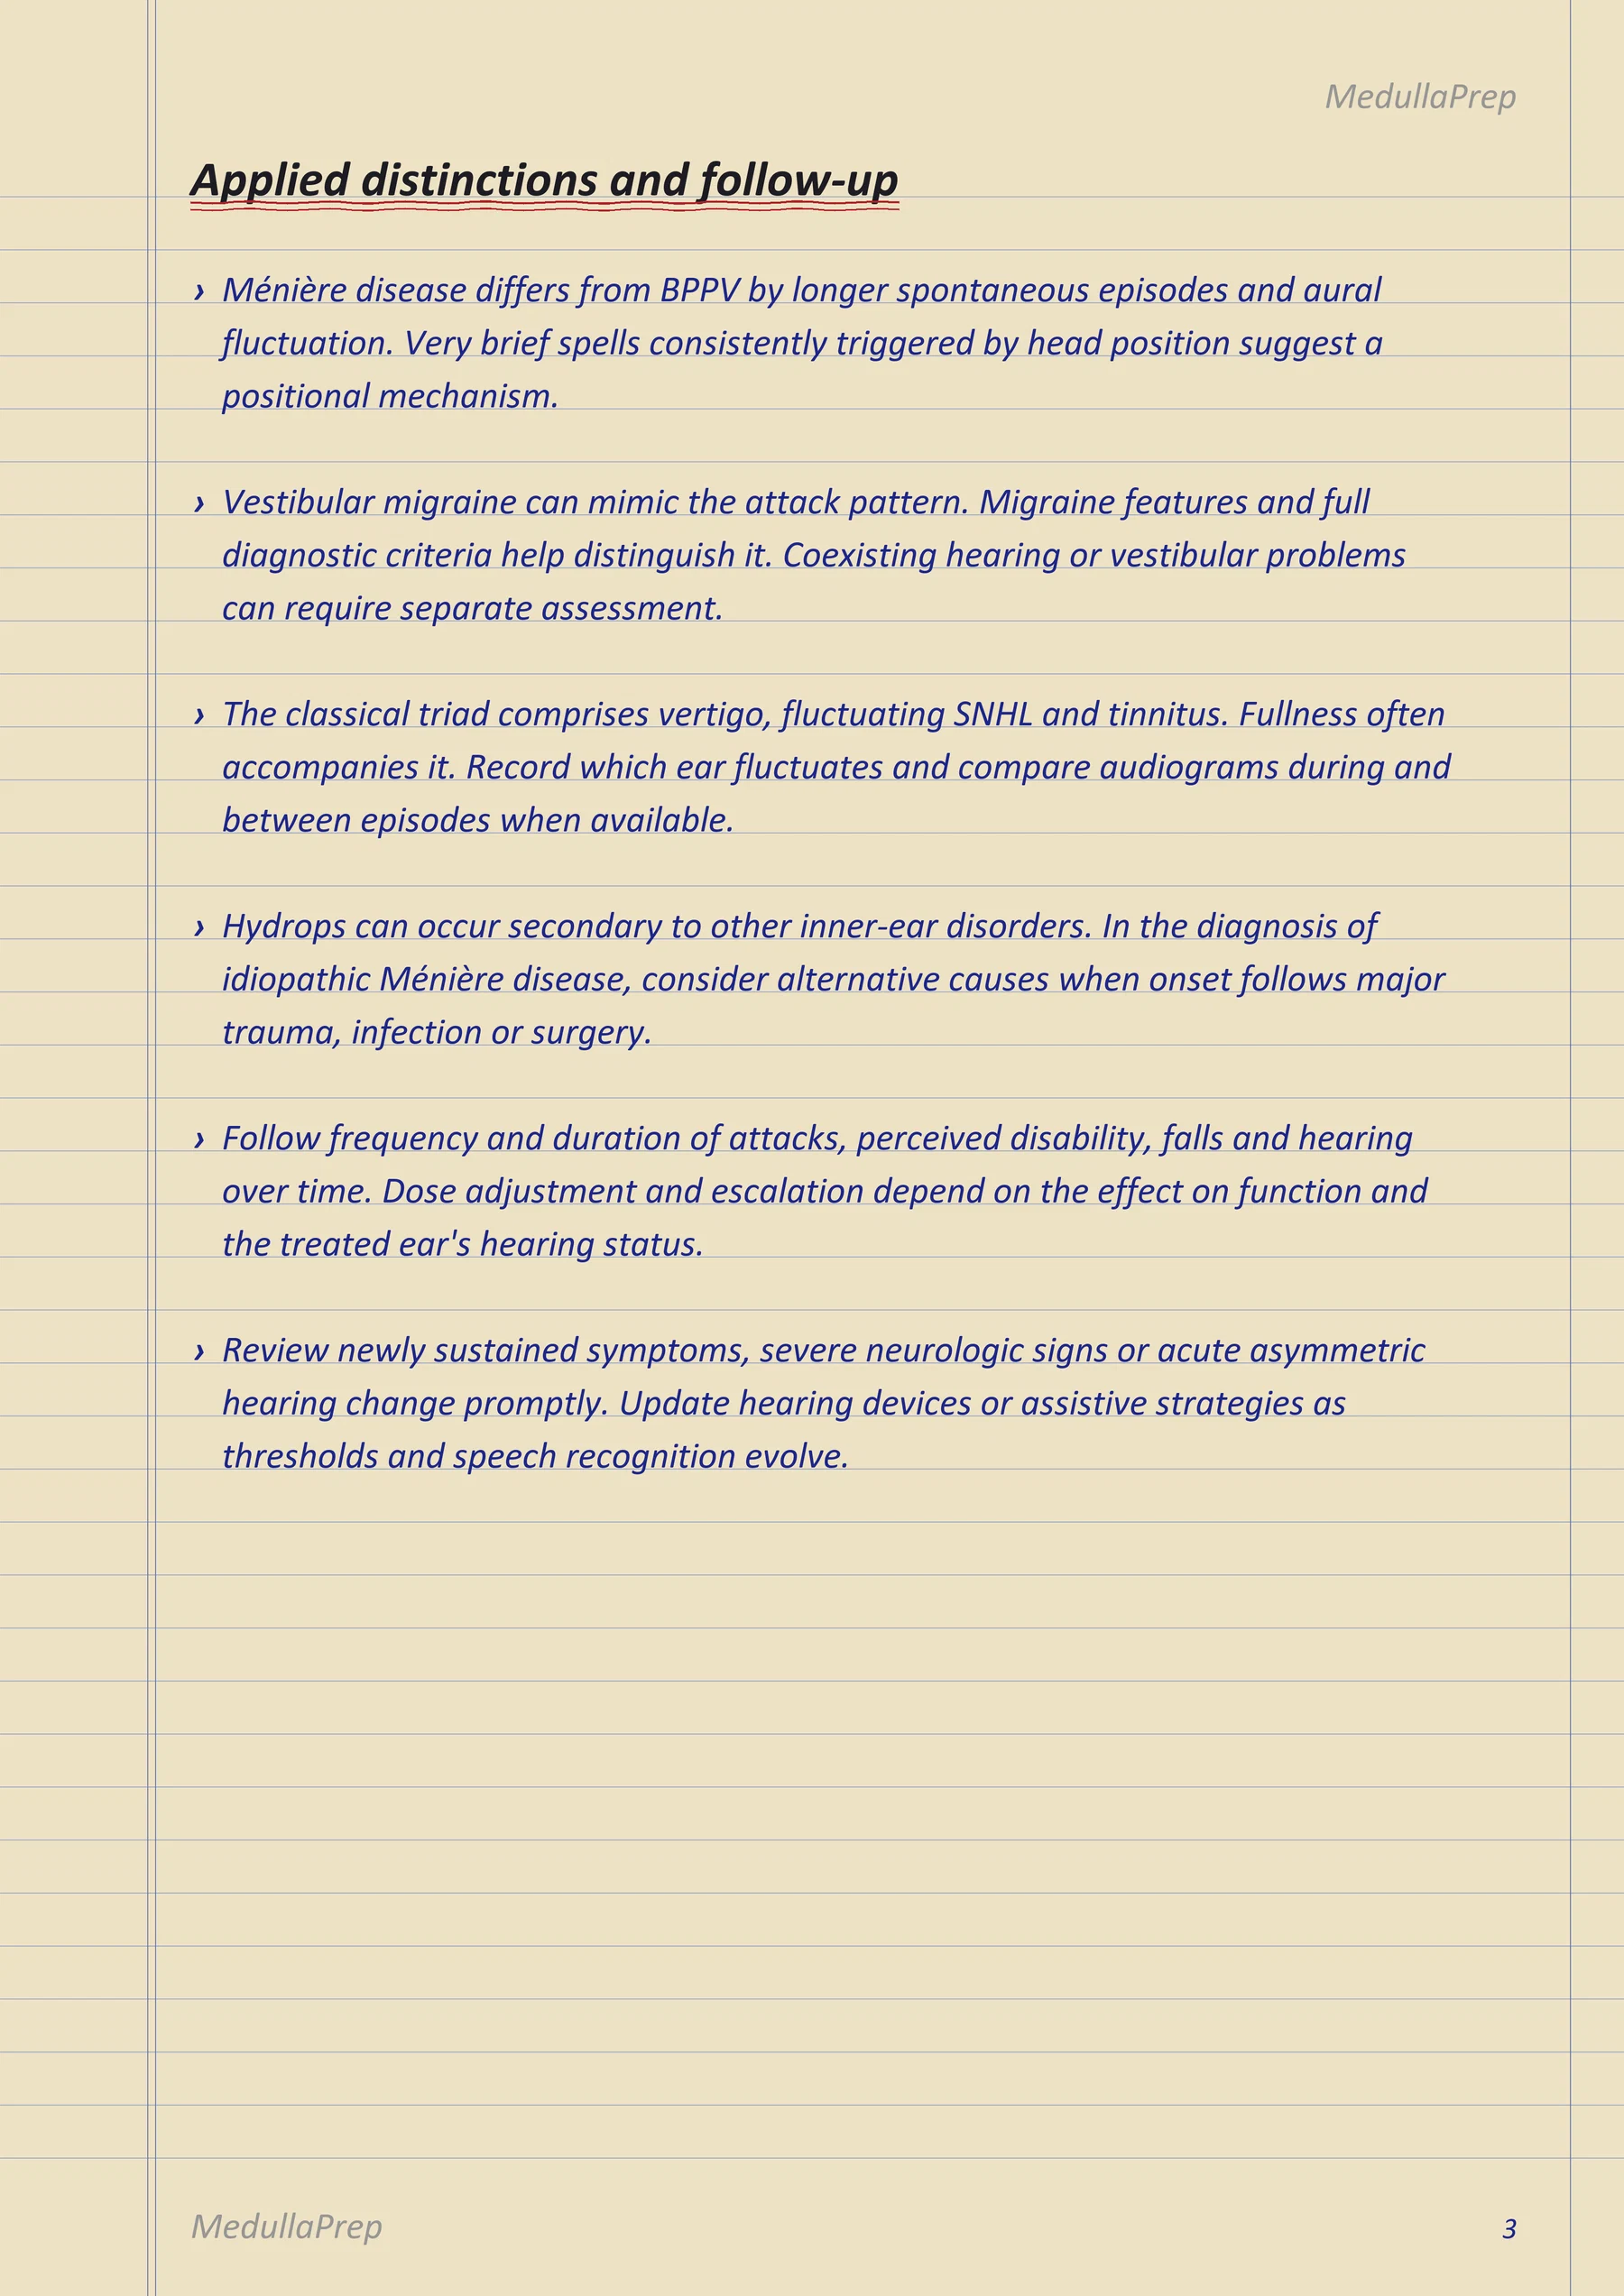 MedullaPrep
Applied distinctions and follow-up
› Ménière disease differs from BPPV by longer spontaneous episodes and aural
fluctuation. Very brief spells consistently triggered by head position suggest a
positional mechanism.
› Vestibular migraine can mimic the attack pattern. Migraine features and full
diagnostic criteria help distinguish it. Coexisting hearing or vestibular problems
can require separate assessment.
› The classical triad comprises vertigo, fluctuating SNHL and tinnitus. Fullness often
accompanies it. Record which ear fluctuates and compare audiograms during and
between episodes when available.
› Hydrops can occur secondary to other inner-ear disorders. In the diagnosis of
idiopathic Ménière disease, consider alternative causes when onset follows major
trauma, infection or surgery.
› Follow frequency and duration of attacks, perceived disability, falls and hearing
over time. Dose adjustment and escalation depend on the effect on function and
the treated ear's hearing status.
› Review newly sustained symptoms, severe neurologic signs or acute asymmetric
hearing change promptly. Update hearing devices or assistive strategies as
thresholds and speech recognition evolve.
MedullaPrep
3